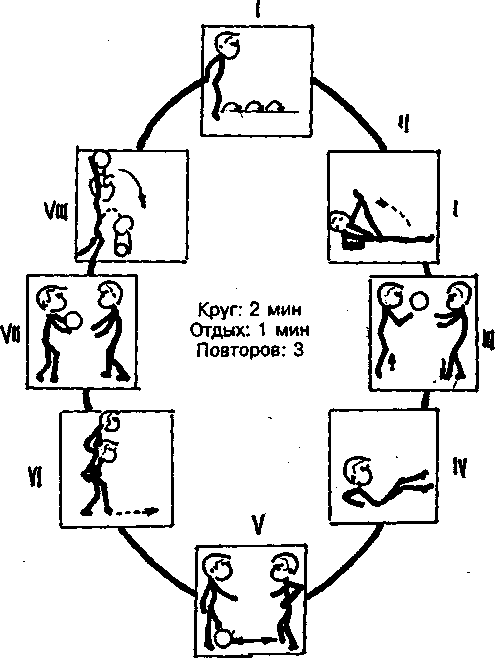 I
II
I
VIII
Круг: 2 мин
Отдых: 1 мин
Повторов: 3
VII
III
VI
IV
V